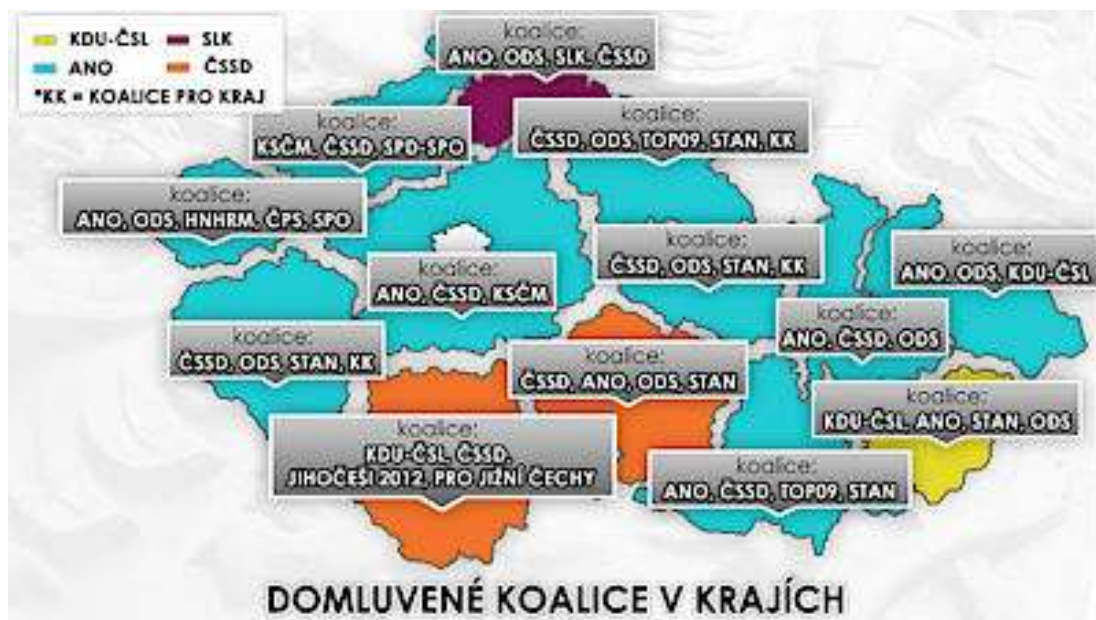 KDU-ČSL
SLK
ANO
ČSSD
*KK = KOALICE PRO KRAJ
koalice:
ANO, ODS, SLK, ČSSD
koalice:
KSČM, ČSSD, SPD-SPO
koalice:
ČSSD, ODS, TOP09, STAN, KK
koalice:
ANO, ODS, HNHRM, ČPS, SPO
koalice:
ČSSD, ODS, STAN, KK
koalice:
ANO, ODS, KDU-ČSL
koalice:
ANO, ČSSD, KSČM
koalice:
ANO, ČSSD, ODS
koalice:
ČSSD, ODS, STAN, KK
koalice:
ČSSD, ANO, ODS, STAN
koalice:
KDU-ČSL, ANO, STAN, ODS
koalice:
KDU-ČSL, ČSSD,
JIHOČEŠI 2012, PRO JIŽNÍ ČECHY
koalice:
ANO, ČSSD, TOP09, STAN
DOMLUVENÉ KOALICE V KRAJÍCH